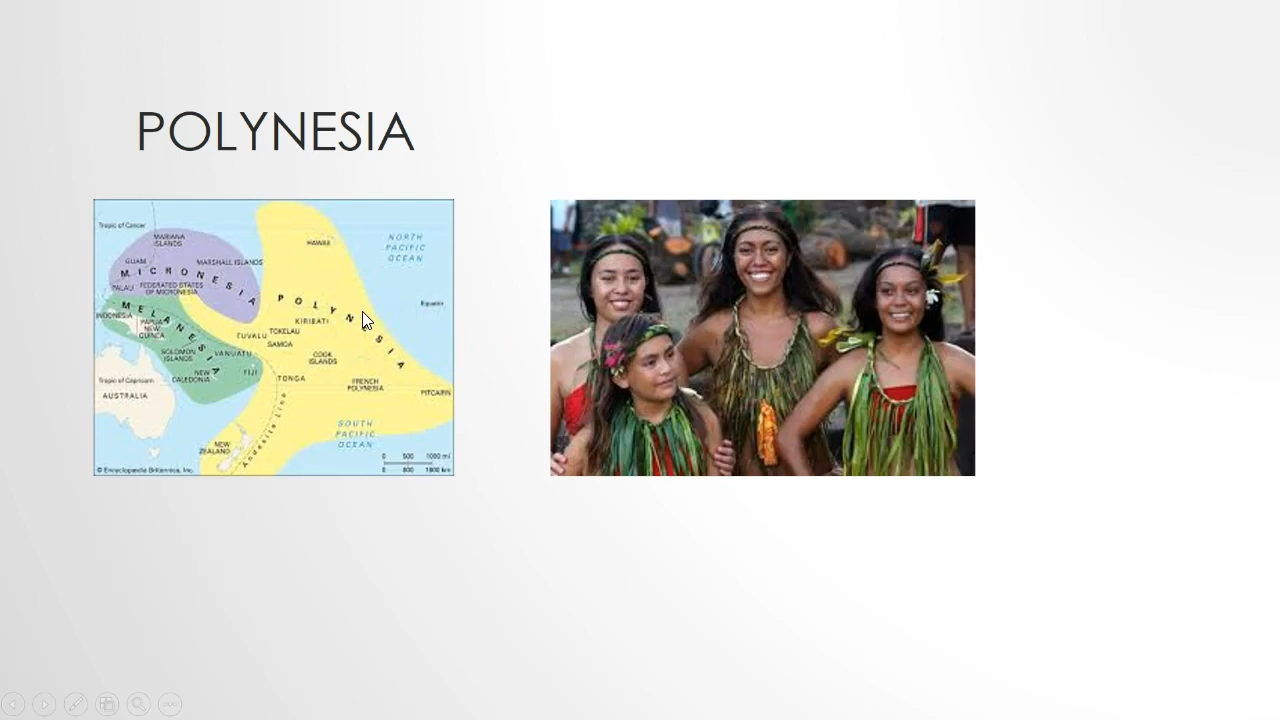 POLYNESIA
Tropic of Cancer
MARIANA
ISLANDS
HAWAII
NORTH
PACIFIC
OCEAN
GUAM
MARSHALL ISLANDS
MICRONESIA
PALAU
FEDERATED STATES
OF MICRONESIA
POLYNESIA
Equator
MELANESIA
INDONESIA
PAPUA
NEW
GUINEA
KIRIBATI
TUVALU
TOKELAU
SAMOA
SOLOMON
ISLANDS
VANUATU
COOK
ISLANDS
FIJI
NEW
CALEDONIA
TONGA
FRENCH
POLYNESIA
PITCAIRN
Tropic of Capricorn
AUSTRALIA
SOUTH
PACIFIC
OCEAN
NEW
ZEALAND
Andesite Line
0 500 1000 mi
0 800 1600 km
© Encyclopædia Britannica, Inc.